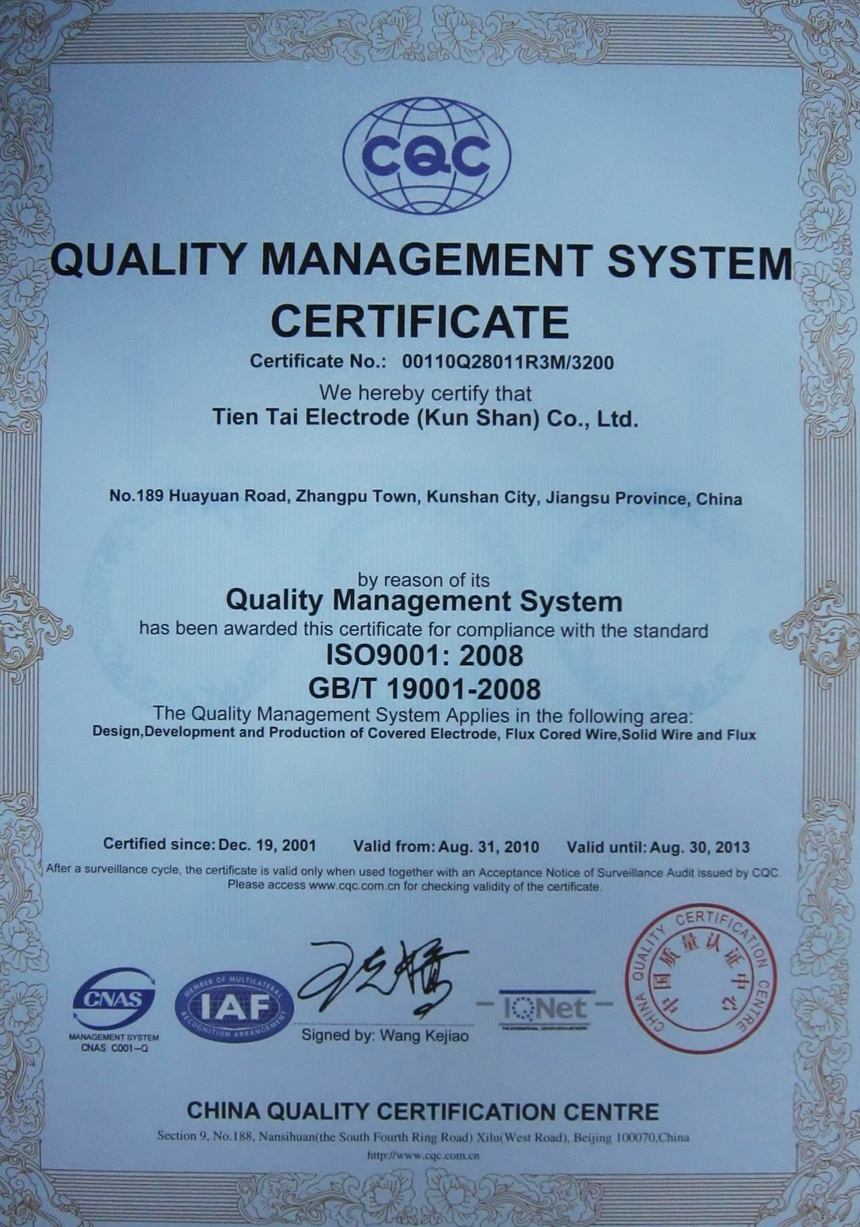 CQC
QUALITY MANAGEMENT SYSTEM
CERTIFICATE
Certificate No.: 00110Q28011R3M/3200
We hereby certify that
Tien Tai Electrode (Kun Shan) Co., Ltd.
No.189 Huayuan Road, Zhangpu Town, Kunshan City, Jiangsu Province, China
by reason of its
Quality Management System
has been awarded this certificate for compliance with the standard
ISO9001: 2008
GB/T 19001-2008
The Quality Management System Applies in the following area:
Design,Development and Production of Covered Electrode, Flux Cored Wire,Solid Wire and Flux
Certified since: Dec. 19, 2001 Valid from: Aug. 31, 2010 Valid until: Aug. 30, 2013
After a surveillance cycle, the certificate is valid only when used together with an Acceptance Notice of Surveillance Audit issued by CQC.
Please access www.cqc.com.cn for checking validity of the certificate.
CNAS
MANAGEMENT SYSTEM
CNAS C001-Q
MEMBER OF MULTILATERAL
IAF
RECOGNITION ARRANGEMENT
Signed by: Wang Kejiao
IQNet
THE INTERNATIONAL CERTIFICATION NETWORK
CHINA QUALITY CERTIFICATION CENTRE
中国质量认证中心
CHINA QUALITY CERTIFICATION CENTRE
Section 9, No.188, Nansihuan(the South Fourth Ring Road) Xilu(West Road), Beijing 100070,China
http://www.cqc.com.cn